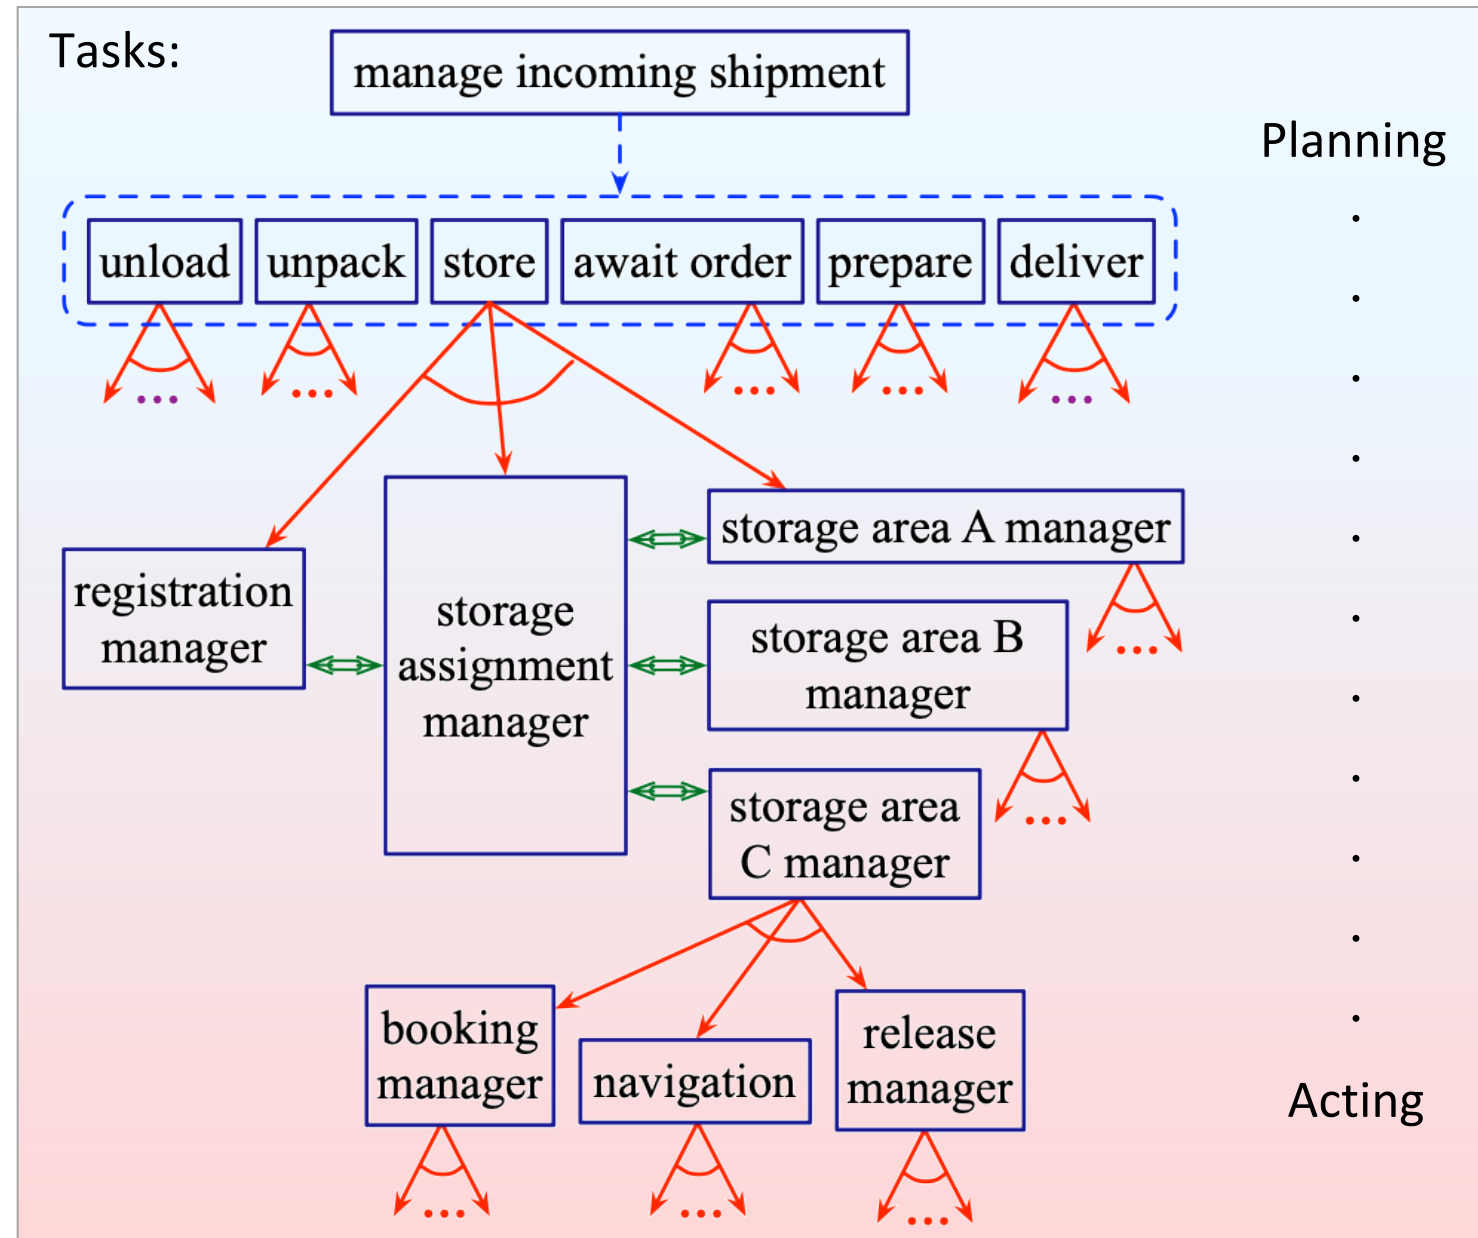 Tasks:
manage incoming shipment
Planning
unload
unpack
store
await order
prepare
deliver
...
...
...
...
...
registration
manager
storage
assignment
manager
storage area A manager
...
storage area B
manager
...
storage area
C manager
booking
manager
navigation
release
manager
Acting
...
...
...